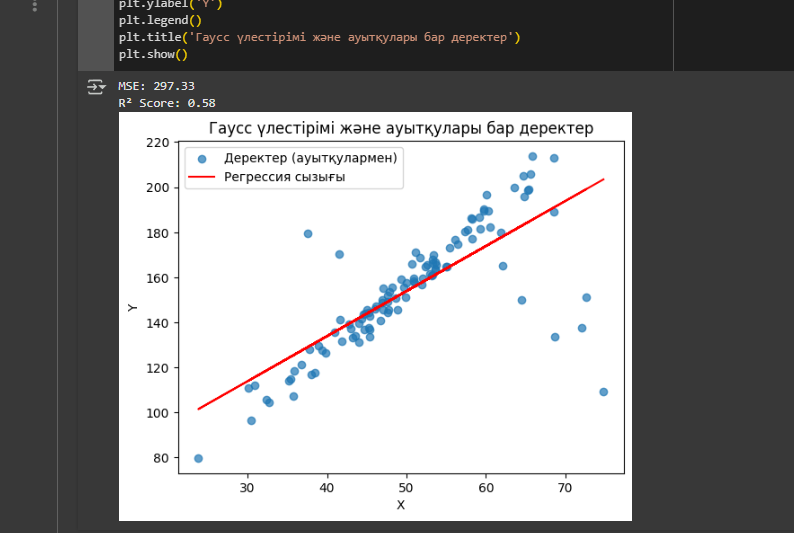 plt.ylabel('Y')
plt.legend()
plt.title('Гаусс үлестірімі және ауытқулары бар деректер')
plt.show()
MSE: 297.33
R² Score: 0.58
Гаусс үлестірімі және ауытқулары бар деректер
Деректер (ауытқулармен)
Регрессия сызығы
220
200
180
160
140
120
100
80
Y
30 40 50 60 70
X